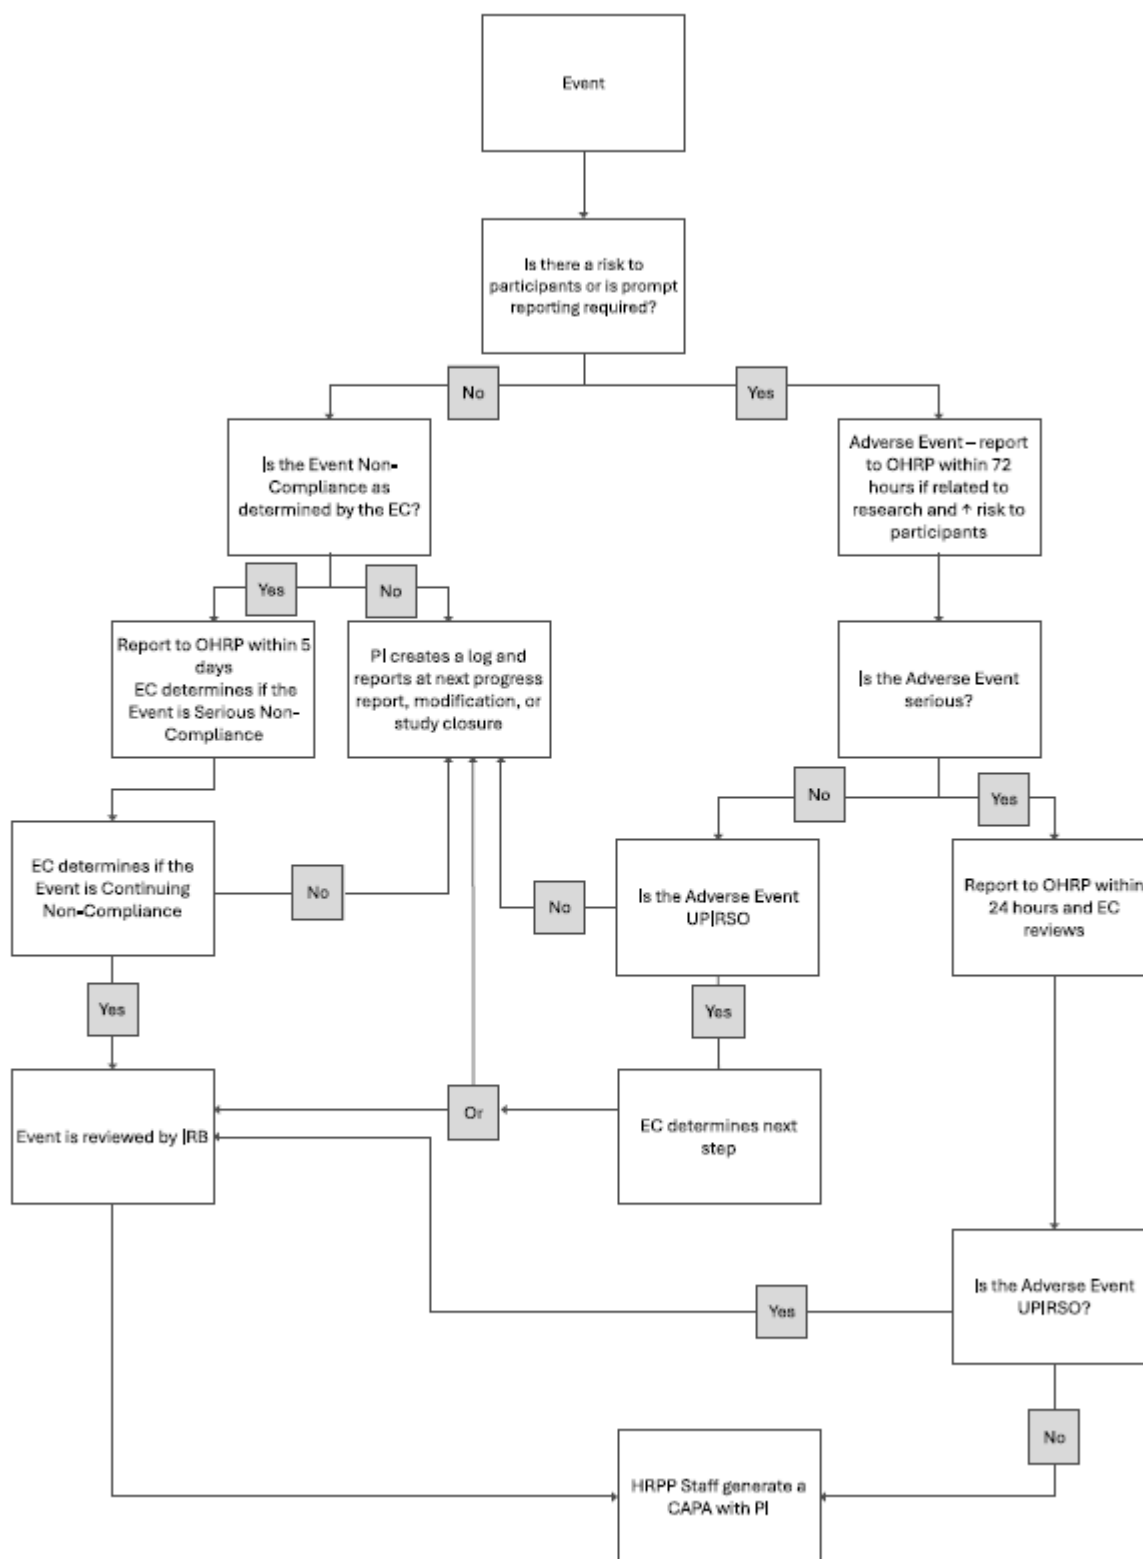 Event
Is there a risk to
participants or is prompt
reporting required?
No
Yes
Is the Event Non-
Compliance as
determined by the EC?
Adverse Event – report
to OHRP within 72
hours if related to
research and ↑ risk to
participants
Yes
No
Report to OHRP within 5
days
EC determines if the
Event is Serious Non-
Compliance
PI creates a log and
reports at next progress
report, modification, or
study closure
Is the Adverse Event
serious?
No
Yes
EC determines if the
Event is Continuing
Non-Compliance
No
No
Is the Adverse Event
UPIRSO
Report to OHRP within
24 hours and EC
reviews
Yes
Yes
Event is reviewed by IRB
Or
EC determines next
step
Yes
Is the Adverse Event
UPIRSO?
No
HRPP Staff generate a
CAPA with PI